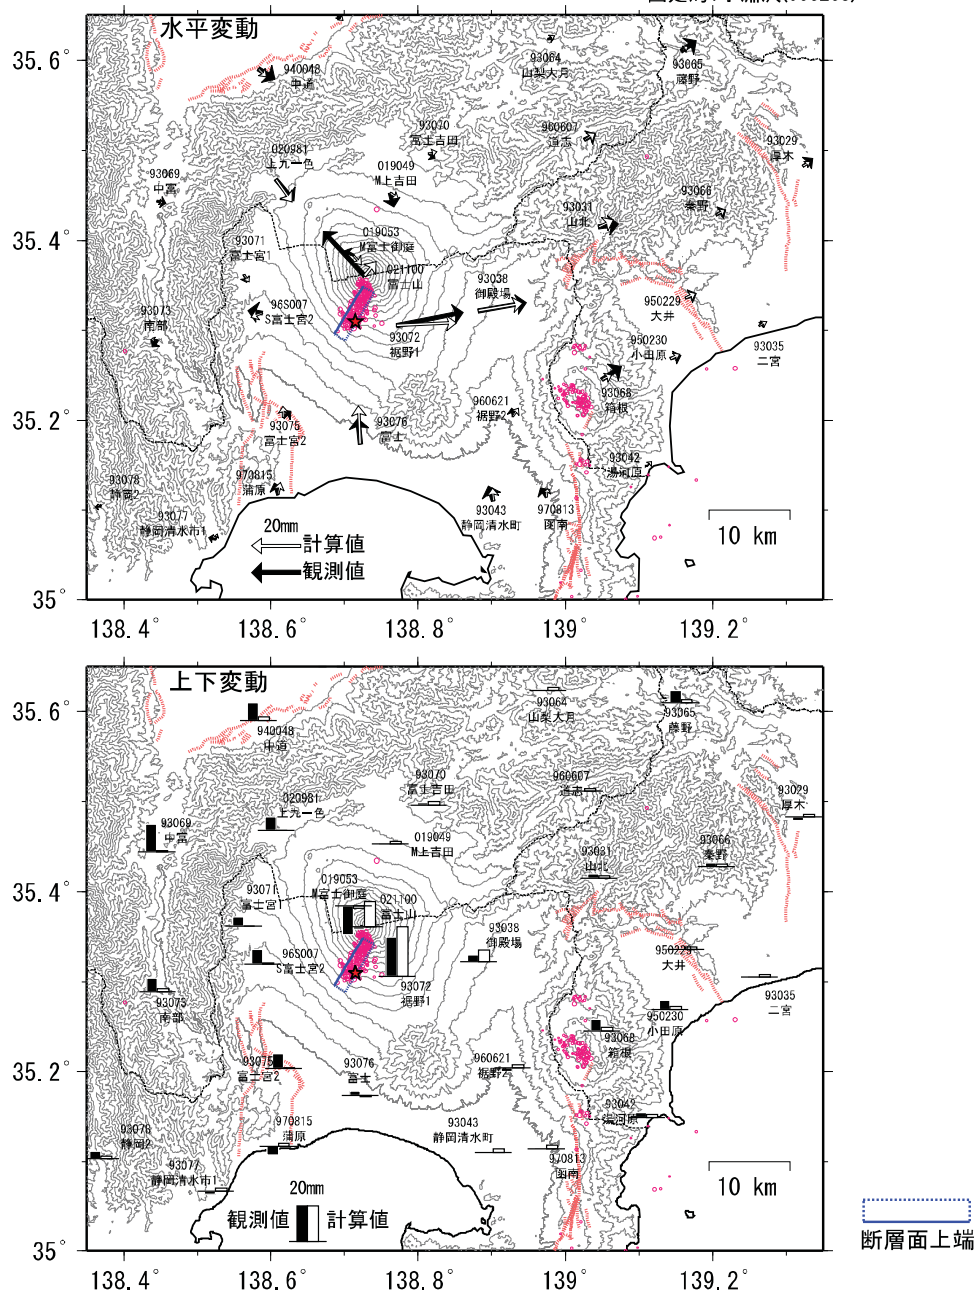 水平変動
35.6°
35.4°
35.2°
35°
138.4°
138.6°
138.8°
139°
139.2°
940048
中道
93064
山梨大月
93065
藤野
93070
富士吉田
960607
道志
93029
厚木
020981
上九一色
019049
M上吉田
93069
中富
93066
秦野
93031
山北
019053
M富士御庭
93071
富士宮1
021100
富士山
93038
御殿場
96S007
S富士宮2
93073
南部
950229
大井
93072
裾野1
950230
小田原
93035
二宮
93068
箱根
960621
裾野2
93075
富士宮2
93076
富士
93042
湯河原
93078
静岡2
970815
蒲原
93077
静岡清水市1
93043
静岡清水町
970813
函南
20mm
計算値
観測値
10 km
上下変動
35.6°
35.4°
35.2°
35°
138.4°
138.6°
138.8°
139°
139.2°
940048
中道
93064
山梨大月
93065
藤野
93070
富士吉田
960607
道志
93029
厚木
020981
上九一色
93069
中富
019049
M上吉田
93066
秦野
93031
山北
019053
M富士御庭
93071
富士宮1
021100
富士山
93038
御殿場
96S007
S富士宮2
950229
大井
93073
南部
93072
裾野1
93035
二宮
950230
小田原
93068
箱根
93075
富士宮2
93076
富士
960621
裾野2
93042
湯河原
93078
静岡2
970815
蒲原
93043
静岡清水町
93077
静岡清水市1
970813
函南
20mm
観測値
計算値
10 km
断層面上端